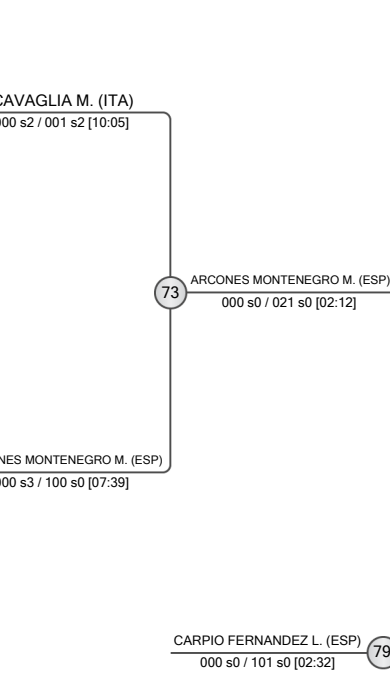 CAVAGLIA M. (ITA)
000 s2 / 001 s2 [10:05]
ARCONES MONTENEGRO M. (ESP)
73
000 s0 / 021 s0 [02:12]
NES MONTENEGRO M. (ESP)
000 s3 / 100 s0 [07:39]
CARPIO FERNANDEZ L. (ESP)
79
000 s0 / 101 s0 [02:32]